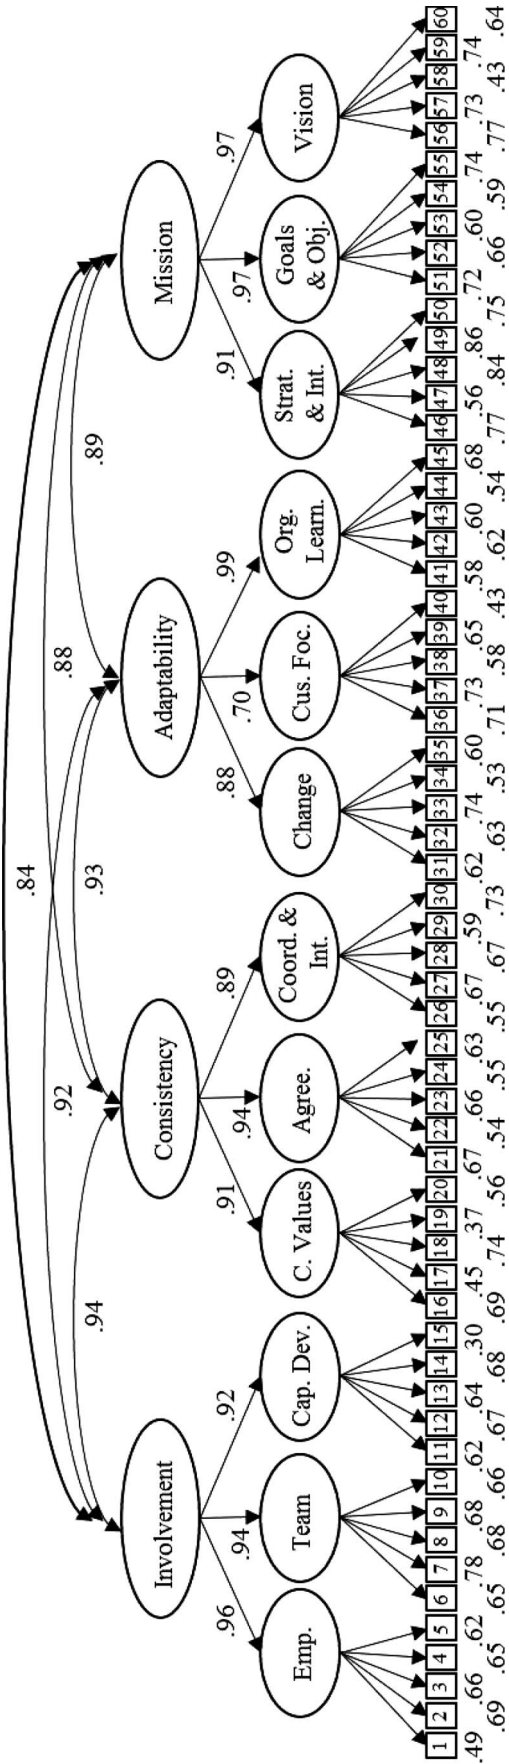 .84
.92 .88
.94 .93 .89
Involvement Consistency Adaptability Mission
.96 .94 .92 .91 .94 .89 .88 .70 .99 .91 .97 .97
Emp. Team Cap. Dev. C. Values Agree. Coord. & Int. Change Cus. Foc. Org. Learn. Strat. & Int. Goals & Obj. Vision
1 2 3 4 5 6 7 8 9 10 11 12 13 14 15 16 17 18 19 20 21 22 23 24 25 26 27 28 29 30 31 32 33 34 35 36 37 38 39 40 41 42 43 44 45 46 47 48 49 50 51 52 53 54 55 56 57 58 59 60
.49 .66 .62 .78 .68 .62 .64 .30 .45 .37 .67 .66 .63 .67 .59 .62 .74 .60 .73 .65 .58 .60 .68 .56 .86 .72 .60 .74 .73 .74
.69 .65 .65 .68 .66 .67 .68 .69 .74 .56 .54 .55 .55 .67 .73 .63 .53 .71 .58 .43 .62 .54 .77 .84 .75 .66 .59 .77 .43 .64